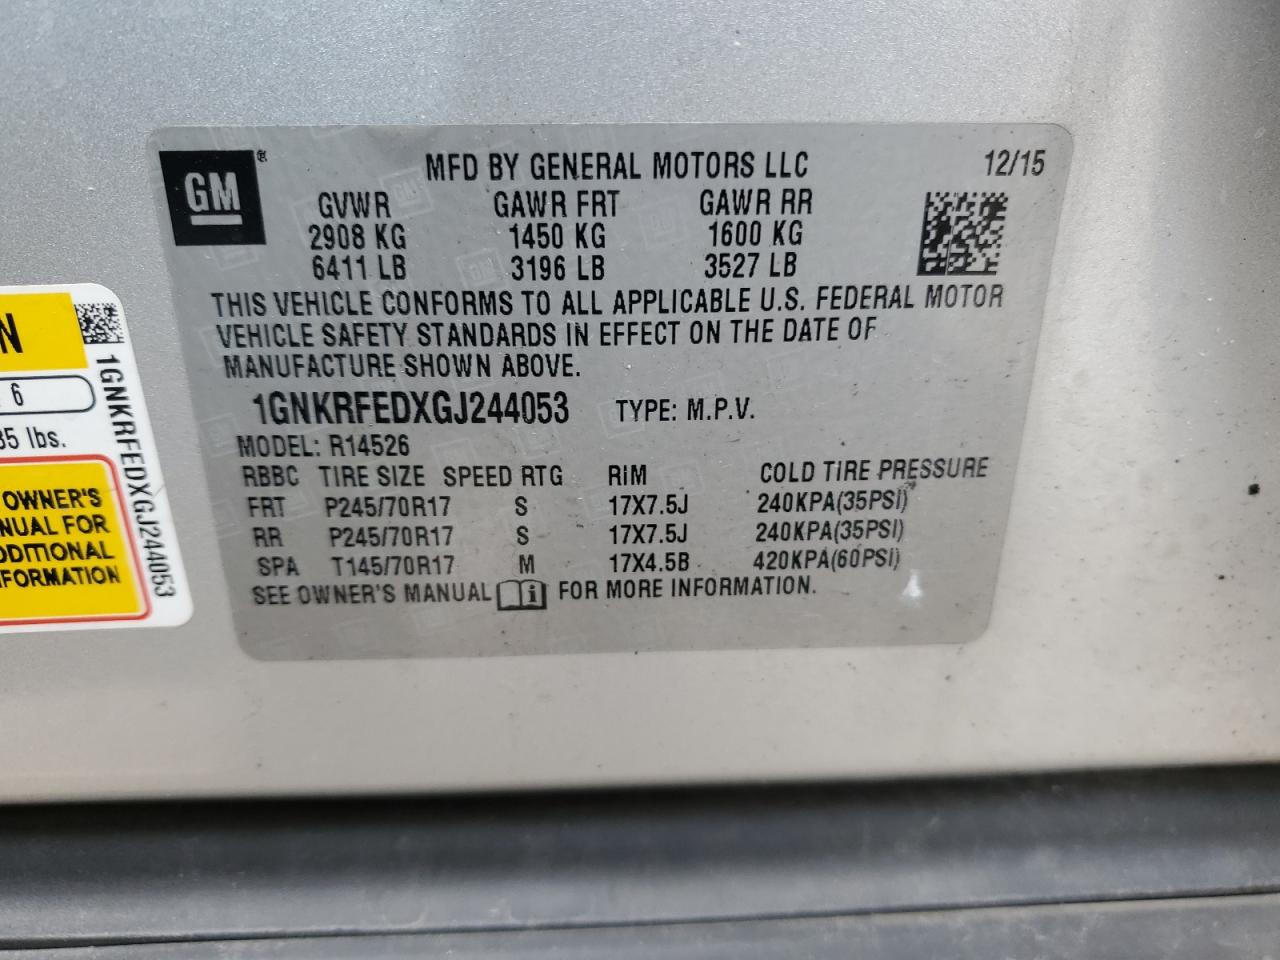 GM ®
MFD BY GENERAL MOTORS LLC 12/15
GVWR GAWR FRT GAWR RR
2908 KG 1450 KG 1600 KG
6411 LB 3196 LB 3527 LB
THIS VEHICLE CONFORMS TO ALL APPLICABLE U.S. FEDERAL MOTOR
VEHICLE SAFETY STANDARDS IN EFFECT ON THE DATE OF
MANUFACTURE SHOWN ABOVE.
1GNKRFEDXGJ244053 TYPE: M.P.V.
MODEL: R14526
RBBC TIRE SIZE SPEED RTG RIM COLD TIRE PRESSURE
FRT P245/70R17 S 17X7.5J 240KPA(35PSI)
RR P245/70R17 S 17X7.5J 240KPA(35PSI)
SPA T145/70R17 M 17X4.5B 420KPA(60PSI)
SEE OWNER'S MANUAL i FOR MORE INFORMATION.
N
6
35 lbs.
OWNER'S
NUAL FOR
DDITIONAL
FORMATION
1GNKRFEDXGJ244053